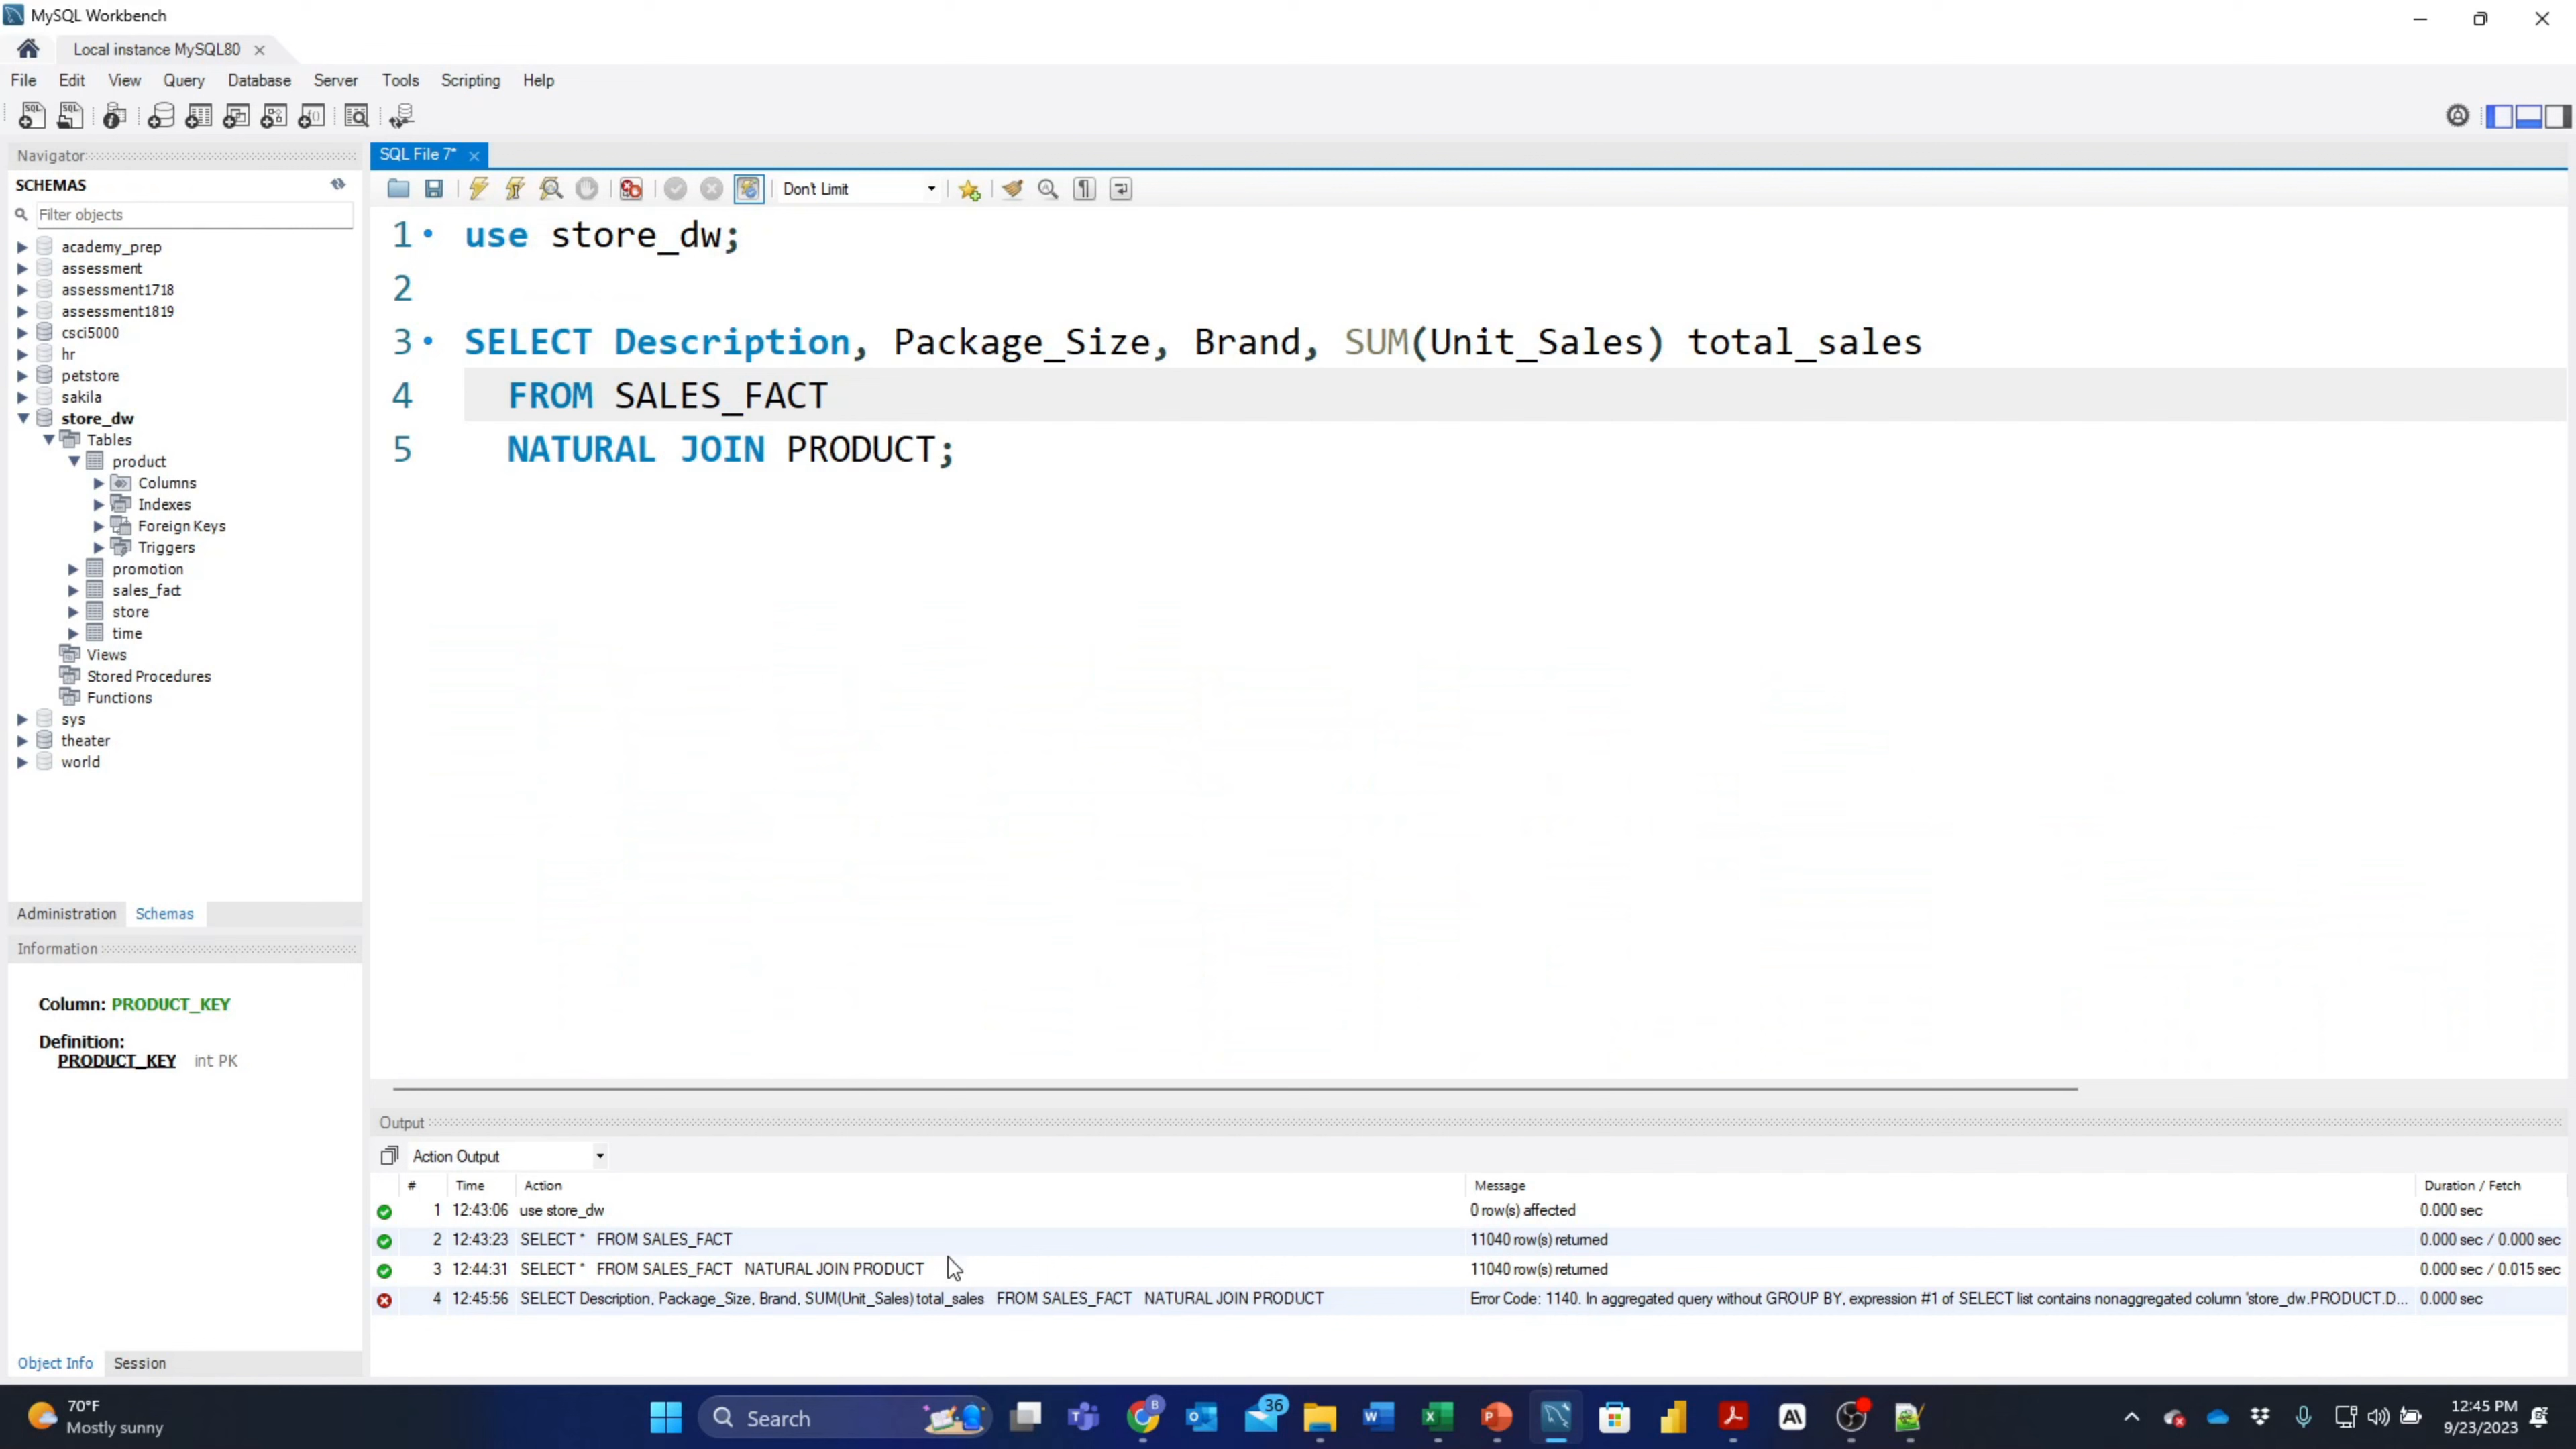 MySQL Workbench
Local instance MySQL80
File Edit View Query Database Server Tools Scripting Help
Navigator
SQL File 7*
SCHEMAS
Don't Limit
Filter objects
academy_prep
assessment
assessment1718
assessment1819
csci5000
hr
petstore
sakila
store_dw
Tables
product
Columns
Indexes
Foreign Keys
Triggers
promotion
sales_fact
store
time
Views
Stored Procedures
Functions
sys
theater
world
1 use store_dw;
2
3 SELECT Description, Package_Size, Brand, SUM(Unit_Sales) total_sales
4 FROM SALES_FACT
5 NATURAL JOIN PRODUCT;
Administration Schemas
Information
Column: PRODUCT_KEY
Definition:
PRODUCT_KEY int PK
Object Info Session
Output
Action Output
# Time Action Message Duration / Fetch
1 12:43:06 use store_dw 0 row(s) affected 0.000 sec
2 12:43:23 SELECT * FROM SALES_FACT 11040 row(s) returned 0.000 sec / 0.000 sec
3 12:44:31 SELECT * FROM SALES_FACT NATURAL JOIN PRODUCT 11040 row(s) returned 0.000 sec / 0.015 sec
4 12:45:56 SELECT Description, Package_Size, Brand, SUM(Unit_Sales) total_sales FROM SALES_FACT NATURAL JOIN PRODUCT Error Code: 1140. In aggregated query without GROUP BY, expression #1 of SELECT list contains nonaggregated column 'store_dw.PRODUCT.D... 0.000 sec
70°F
Mostly sunny
Search
36
12:45 PM
9/23/2023